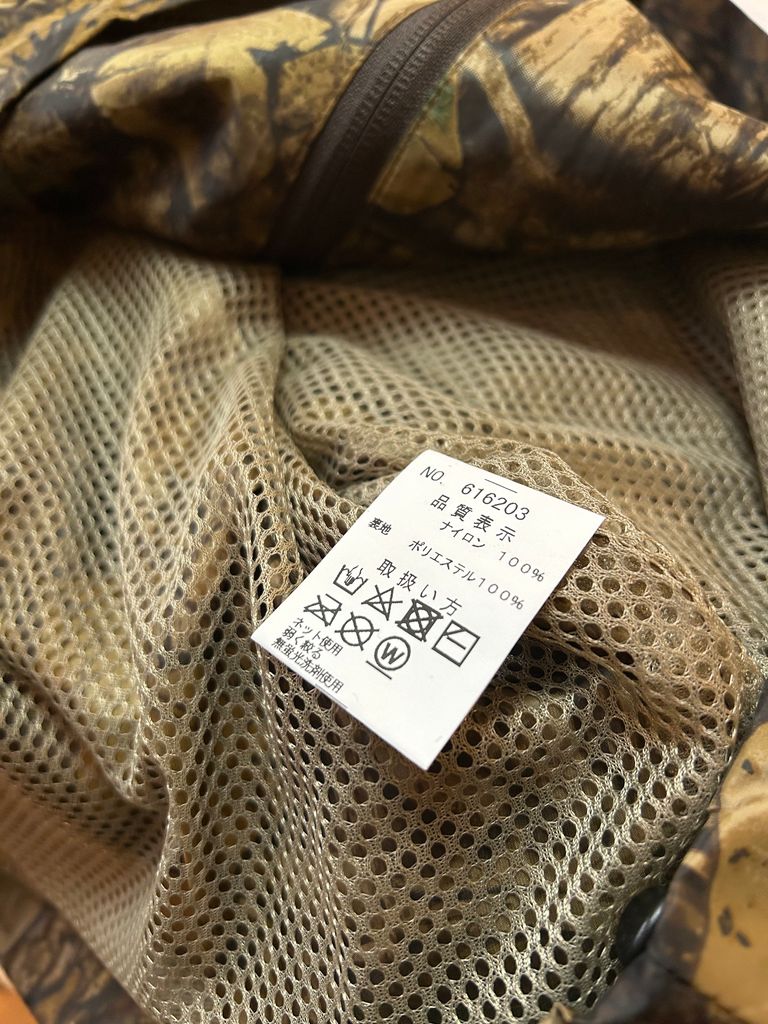 NO. 616203
品質表示
ナイロン 100%
裏地 ポリエステル100%
取扱い方
W
ネット使用
弱く絞る
無蛍光洗剤使用